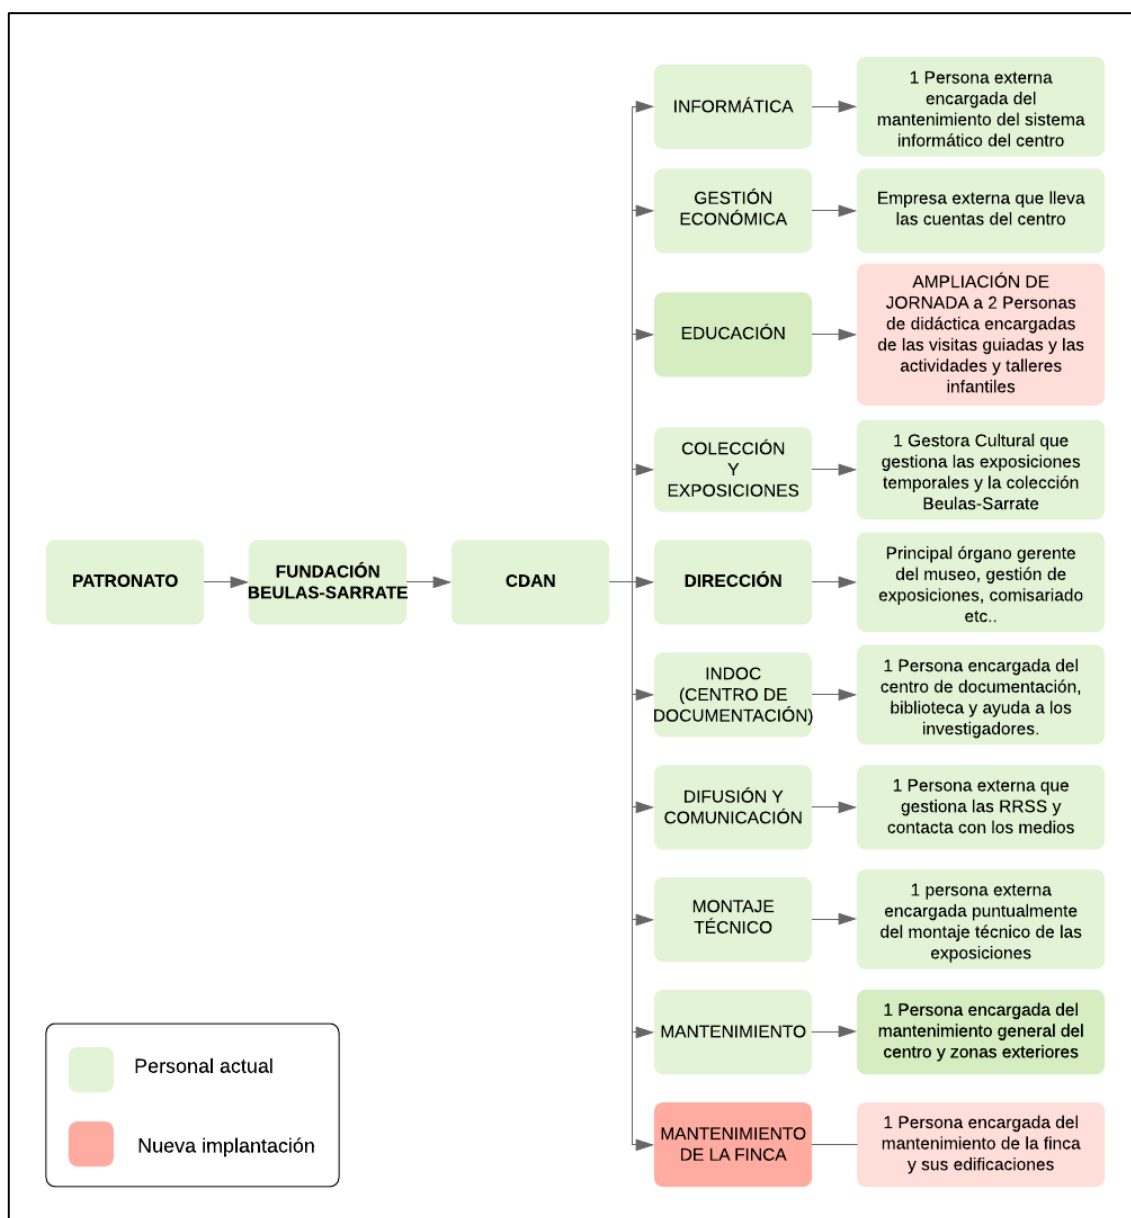 INFORMÁTICA
1 Persona externa
encargada del
mantenimiento del sistema
informático del centro
GESTIÓN
ECONÓMICA
Empresa externa que lleva
las cuentas del centro
EDUCACIÓN
AMPLIACIÓN DE
JORNADA a 2 Personas
de didáctica encargadas
de las visitas guiadas y las
actividades y talleres
infantiles
COLECCIÓN
Y
EXPOSICIONES
1 Gestora Cultural que
gestiona las exposiciones
temporales y la colección
Beulas-Sarrate
PATRONATO
FUNDACIÓN
BEULAS-SARRATE
CDAN
DIRECCIÓN
Principal órgano gerente
del museo, gestión de
exposiciones, comisariado
etc..
INDOC
(CENTRO DE
DOCUMENTACIÓN)
1 Persona encargada del
centro de documentación,
biblioteca y ayuda a los
investigadores.
DIFUSIÓN Y
COMUNICACIÓN
1 Persona externa que
gestiona las RRSS y
contacta con los medios
MONTAJE
TÉCNICO
1 persona externa
encargada puntualmente
del montaje técnico de las
exposiciones
MANTENIMIENTO
1 Persona encargada del
mantenimiento general del
centro y zonas exteriores
MANTENIMIENTO
DE LA FINCA
1 Persona encargada del
mantenimiento de la finca
y sus edificaciones
Personal actual
Nueva implantación